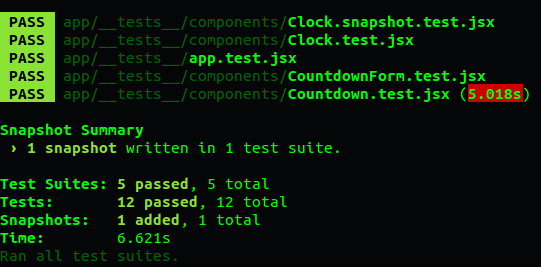 PASS app/__tests__/components/Clock.snapshot.test.jsx
PASS app/__tests__/components/Clock.test.jsx
PASS app/__tests__/app.test.jsx
PASS app/__tests__/components/CountdownForm.test.jsx
PASS app/__tests__/components/Countdown.test.jsx (5.018s)
Snapshot Summary
› 1 snapshot written in 1 test suite.
Test Suites: 5 passed, 5 total
Tests: 12 passed, 12 total
Snapshots: 1 added, 1 total
Time: 6.621s
Ran all test suites.